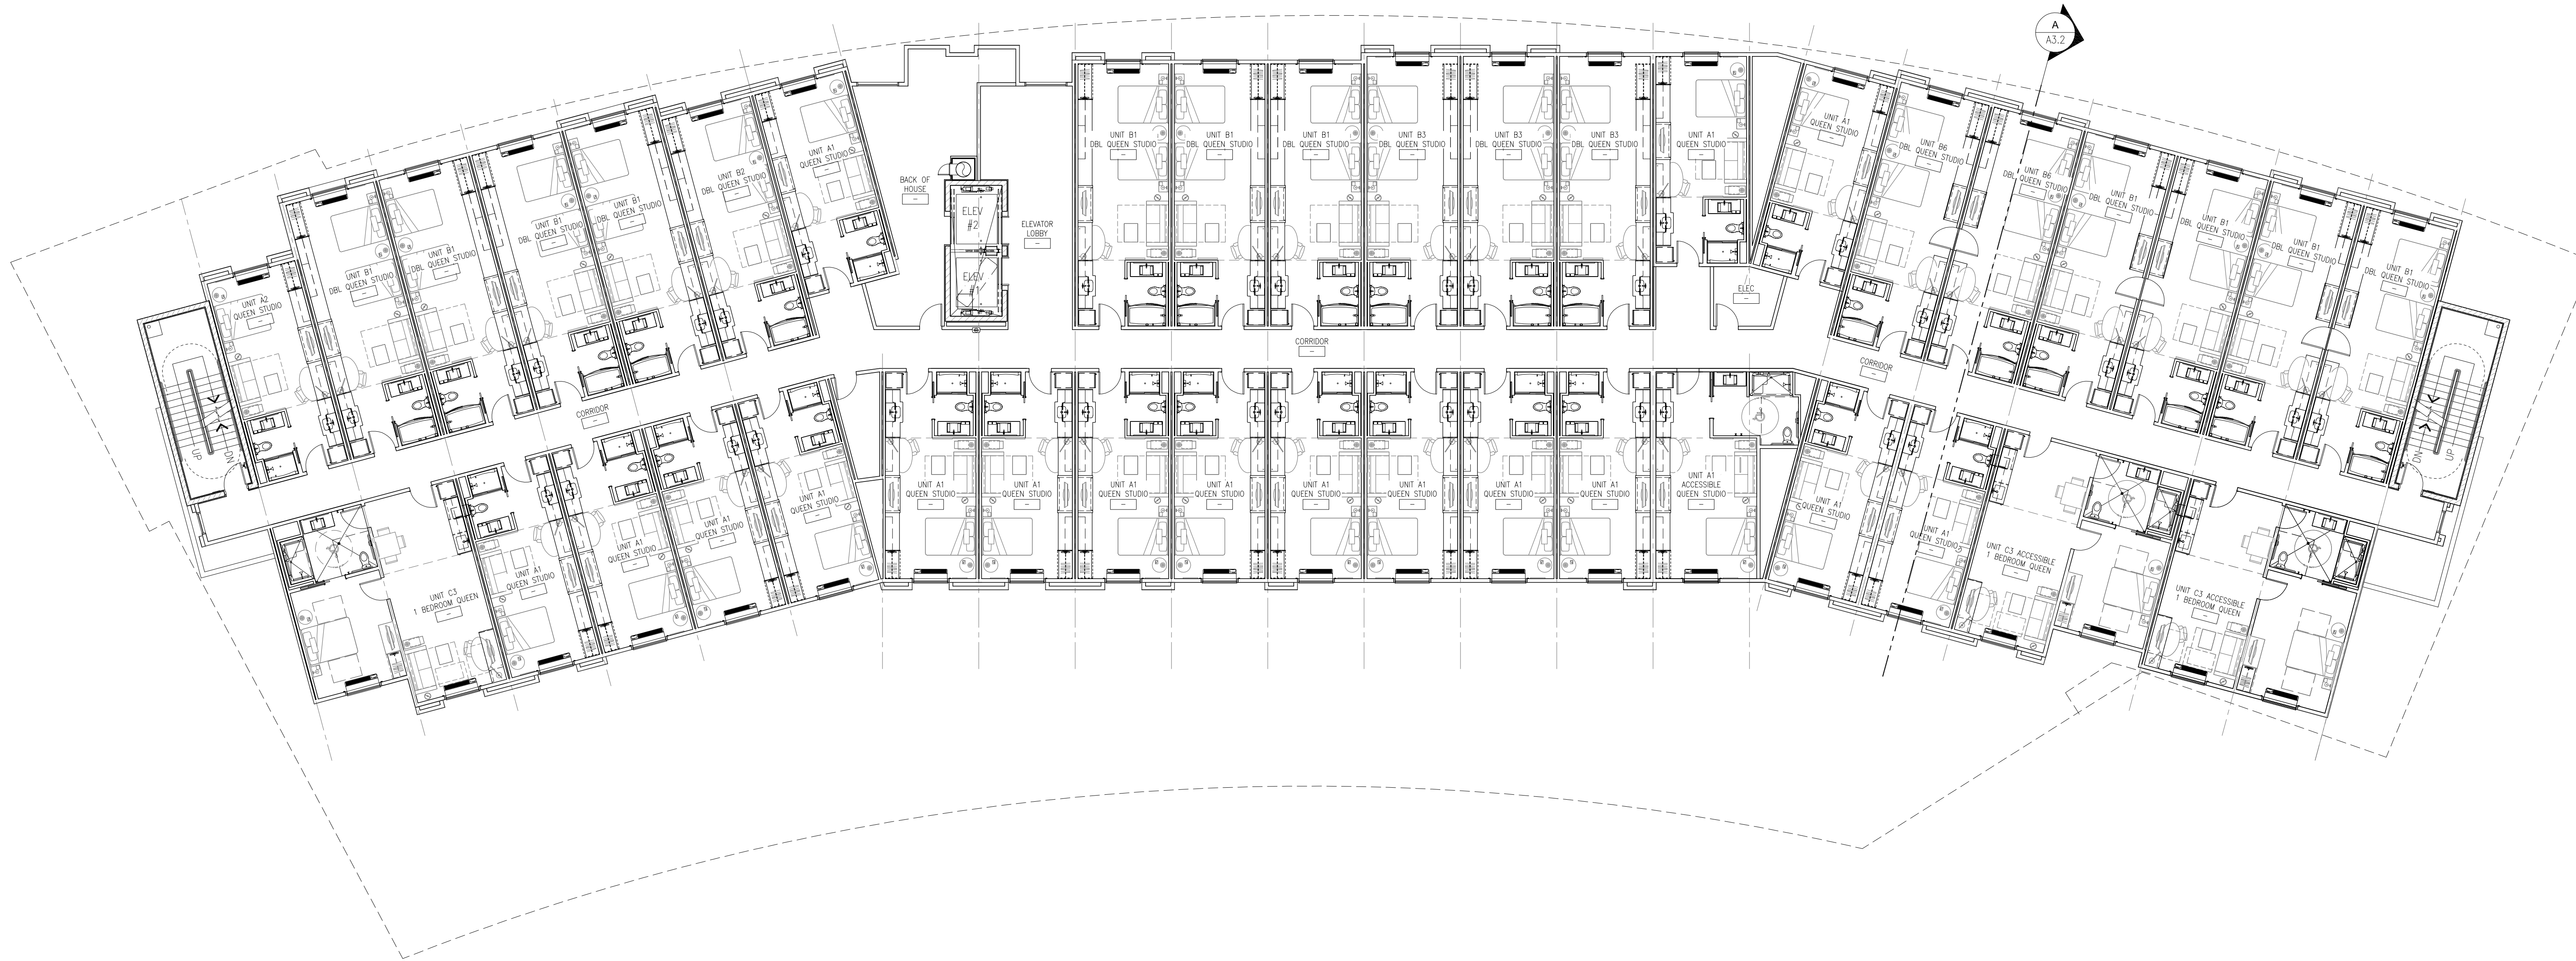 A
A3.2
UNIT A2
QUEEN STUDIO
UNIT B1
DBL QUEEN STUDIO
UNIT B1
DBL QUEEN STUDIO
UNIT B1
DBL QUEEN STUDIO
UNIT B1
DBL QUEEN STUDIO
UNIT B2
DBL QUEEN STUDIO
UNIT A1
QUEEN STUDIO
BACK OF
HOUSE
ELEV
#2
ELEV
#1
ELEVATOR
LOBBY
UNIT B1
DBL QUEEN STUDIO
UNIT B1
DBL QUEEN STUDIO
UNIT B1
DBL QUEEN STUDIO
UNIT B3
DBL QUEEN STUDIO
UNIT B3
DBL QUEEN STUDIO
UNIT B3
DBL QUEEN STUDIO
UNIT A1
QUEEN STUDIO
ELEC
UNIT A1
QUEEN STUDIO
UNIT B6
DBL QUEEN STUDIO
UNIT B6
DBL QUEEN STUDIO
UNIT B1
DBL QUEEN STUDIO
UNIT B1
DBL QUEEN STUDIO
UNIT B1
DBL QUEEN STUDIO
UNIT B1
DBL QUEEN STUDIO
UP
DN
CORRIDOR
CORRIDOR
CORRIDOR
DN
UP
UNIT C3
1 BEDROOM QUEEN
UNIT A1
QUEEN STUDIO
UNIT A1
QUEEN STUDIO
UNIT A1
QUEEN STUDIO
UNIT A1
QUEEN STUDIO
UNIT A1
QUEEN STUDIO
UNIT A1
QUEEN STUDIO
UNIT A1
QUEEN STUDIO
UNIT A1
QUEEN STUDIO
UNIT A1
QUEEN STUDIO
UNIT A1
QUEEN STUDIO
UNIT A1
QUEEN STUDIO
UNIT A1
QUEEN STUDIO
UNIT A1
ACCESSIBLE
QUEEN STUDIO
UNIT A1
QUEEN STUDIO
UNIT A1
QUEEN STUDIO
UNIT C3 ACCESSIBLE
1 BEDROOM QUEEN
UNIT C3 ACCESSIBLE
1 BEDROOM QUEEN